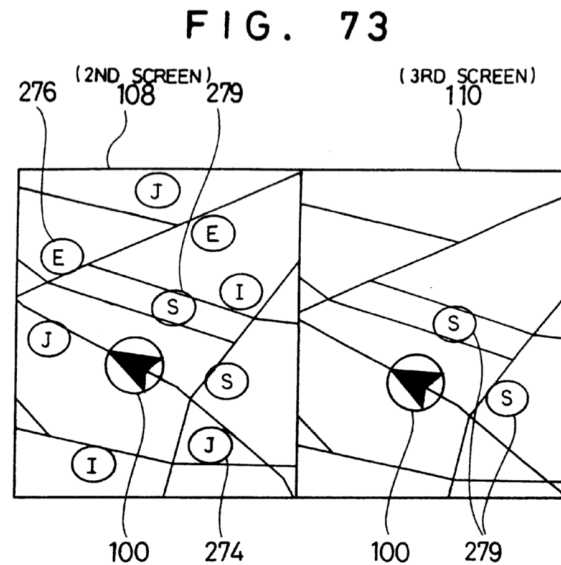 FIG. 73
(2ND SCREEN)
(3RD SCREEN)
276 108 279 110
J
E
E
I
S
S
J
S
S
J
I
100 274 100 279